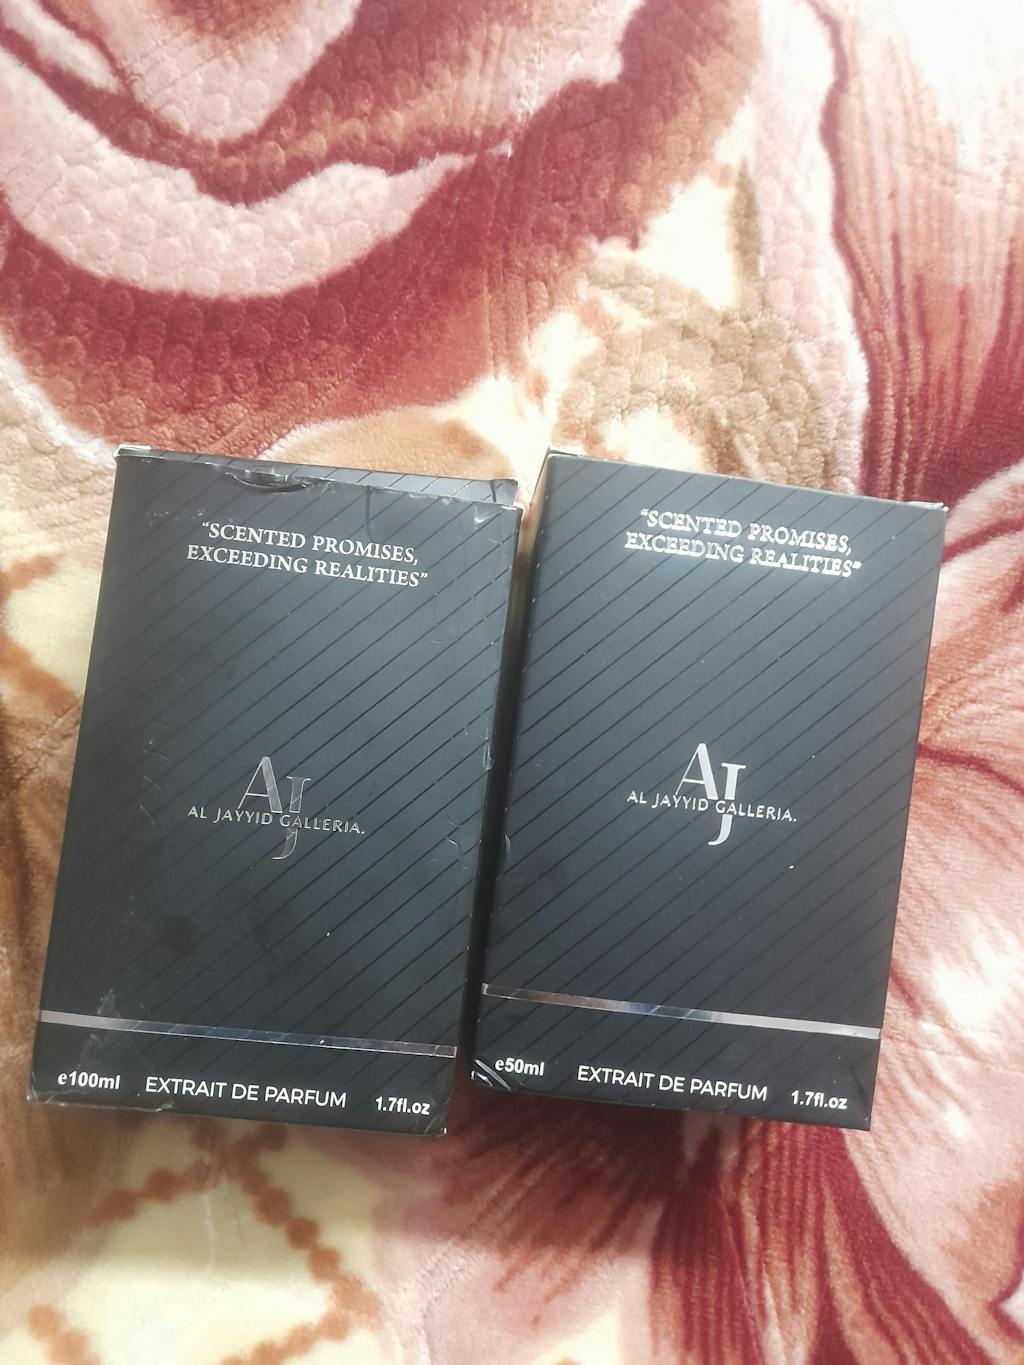 “SCENTED PROMISES,
EXCEEDING REALITIES”
AJ
AL JAYYID GALLERIA.
e100ml EXTRAIT DE PARFUM 1.7fl.oz
“SCENTED PROMISES,
EXCEEDING REALITIES”
AJ
AL JAYYID GALLERIA.
e50ml EXTRAIT DE PARFUM 1.7fl.oz